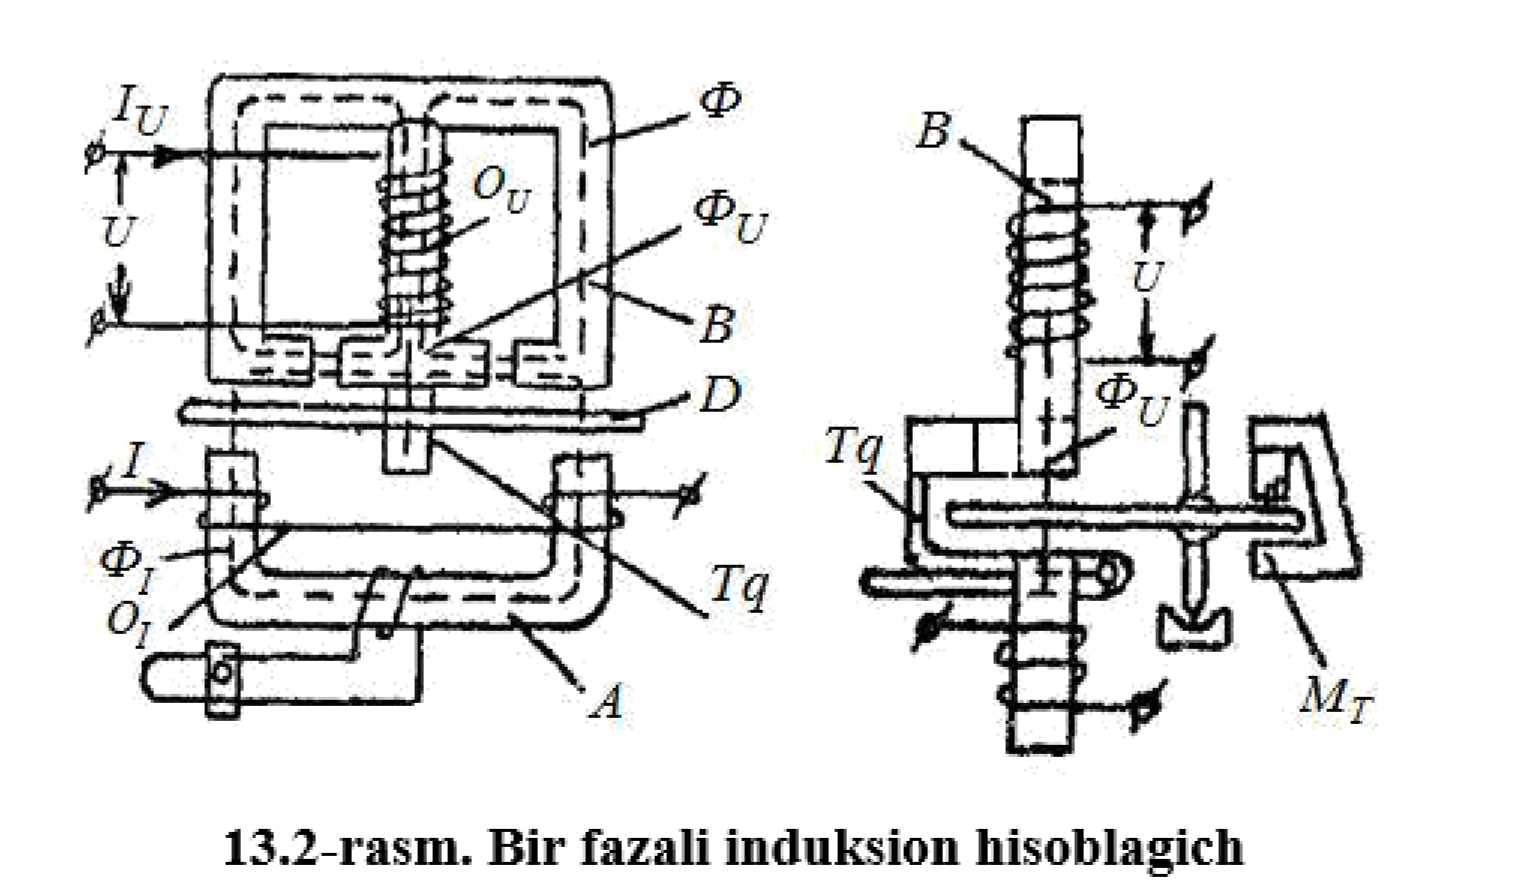 I_U
Φ
B
O_U
Φ_U
U
U
B
Φ_U
D
Tq
I
Φ_I
Tq
O_I
A
M_T
13.2-rasm. Bir fazali induksion hisoblagich